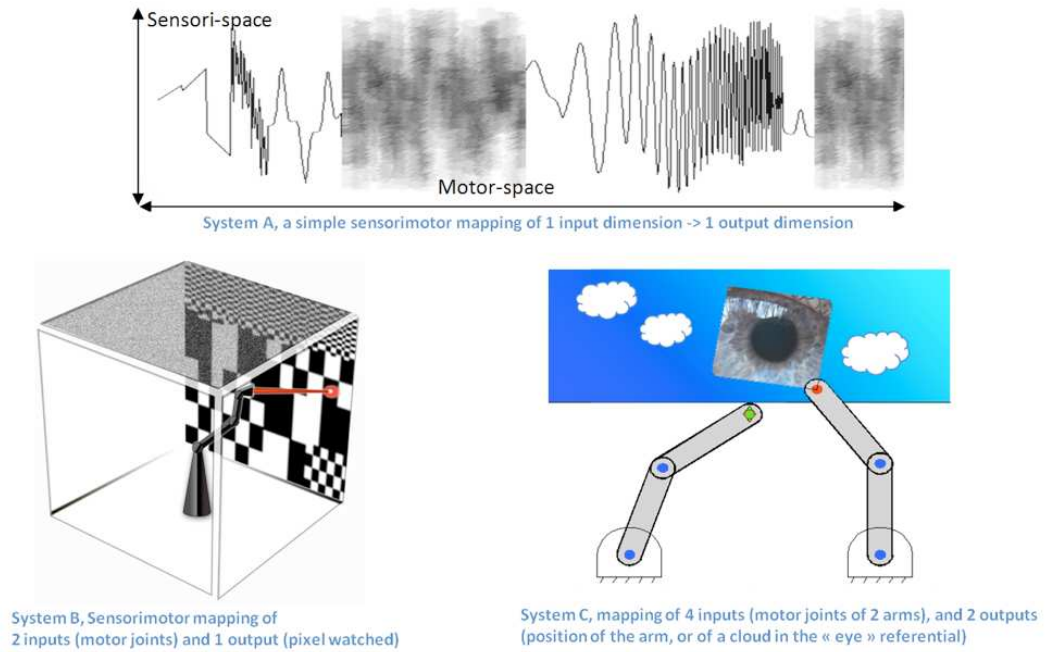 Sensori-space
Motor-space
System A, a simple sensorimotor mapping of 1 input dimension -> 1 output dimension
System B, Sensorimotor mapping of
2 inputs (motor joints) and 1 output (pixel watched)
System C, mapping of 4 inputs (motor joints of 2 arms), and 2 outputs
(position of the arm, or of a cloud in the « eye » referential)